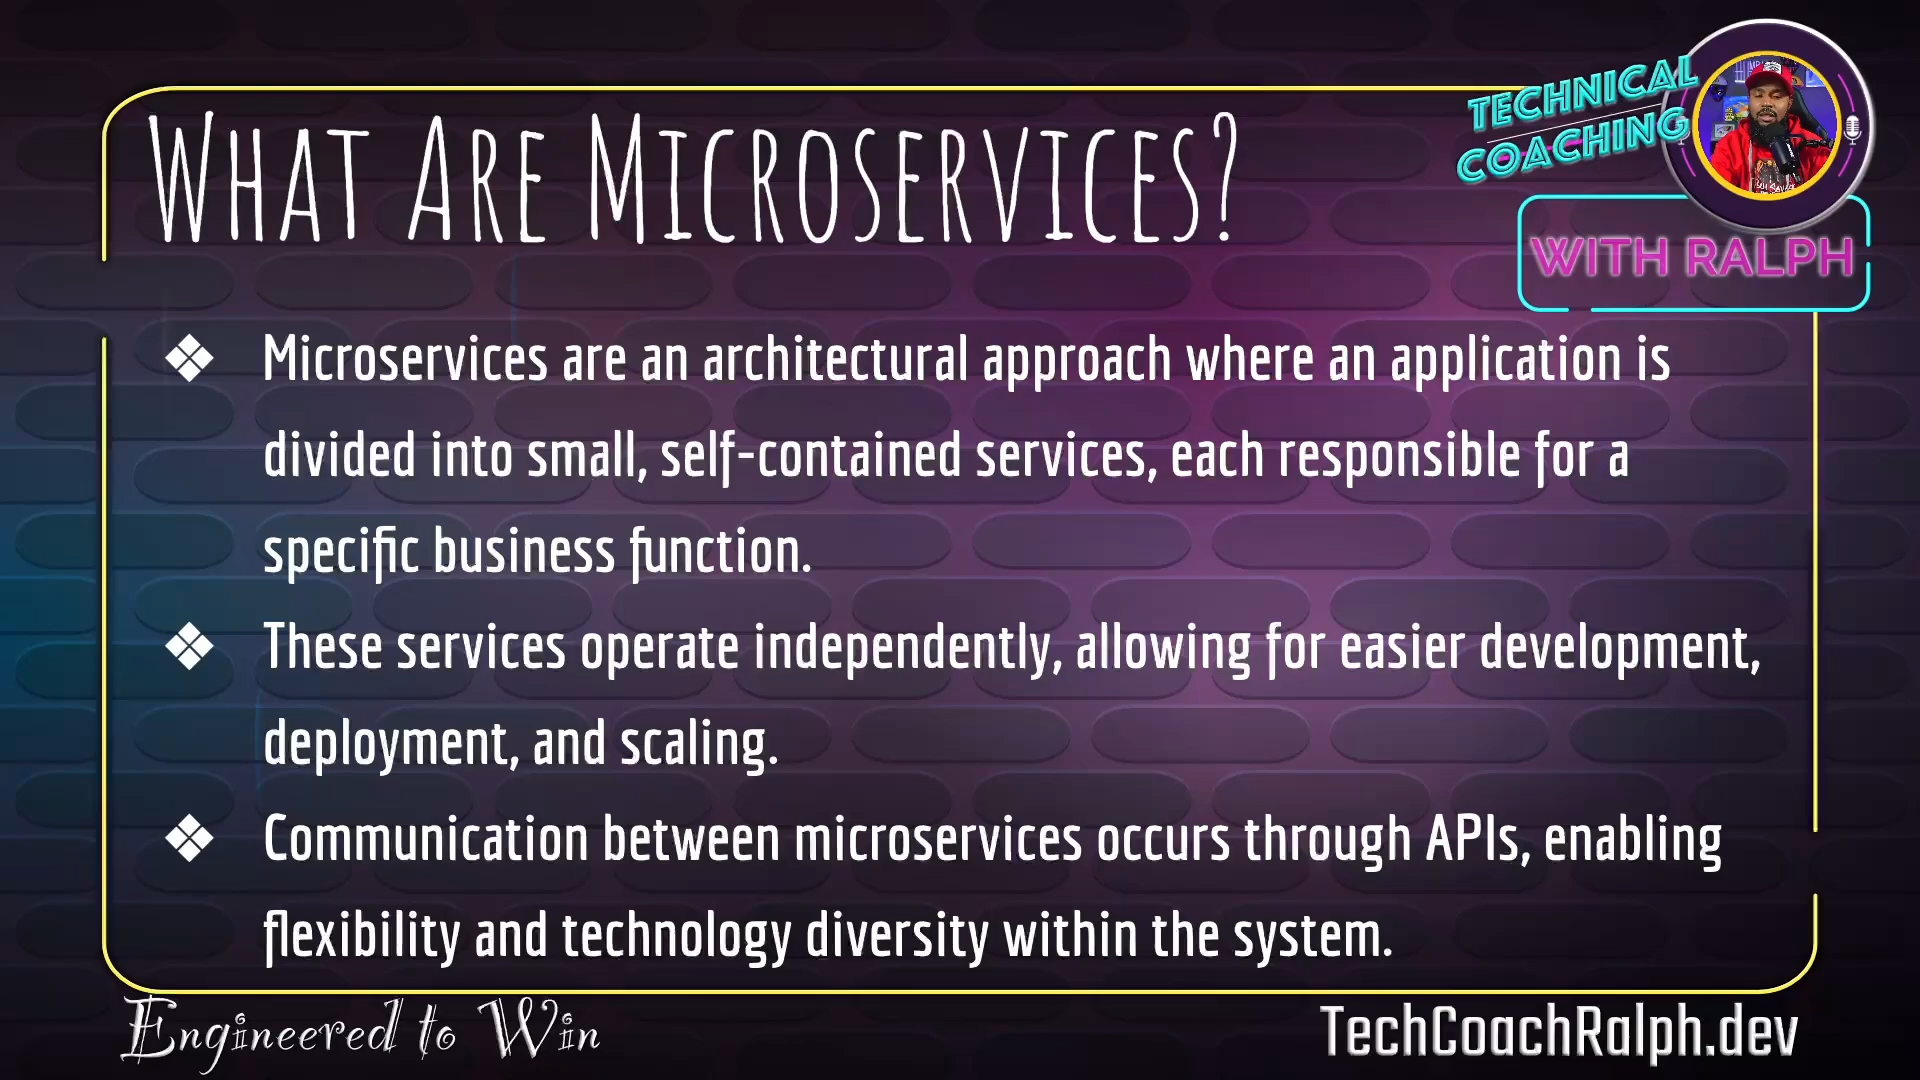 What Are Microservices?
TECHNICAL
COACHING
WITH RALPH
Microservices are an architectural approach where an application is
divided into small, self-contained services, each responsible for a
specific business function.
These services operate independently, allowing for easier development,
deployment, and scaling.
Communication between microservices occurs through APIs, enabling
flexibility and technology diversity within the system.
Engineered to Win
TechCoachRalph.dev